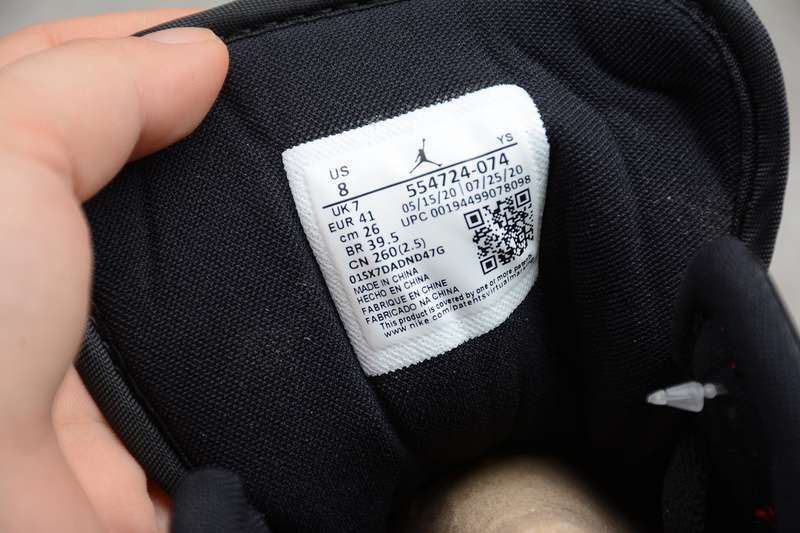 US YS
8 554724-074
UK 7 05/15/20 | 07/25/20
EUR 41 UPC 00194499078098
cm 26
BR 39.5
CN 260(2.5)
015X7DADND47G
MADE IN CHINA
HECHO EN CHINA
FABRIQUE EN CHINE
FABRICADO NA CHINA
This product is covered by one or more patents.
www.nike.com/patentsvirtualmarking